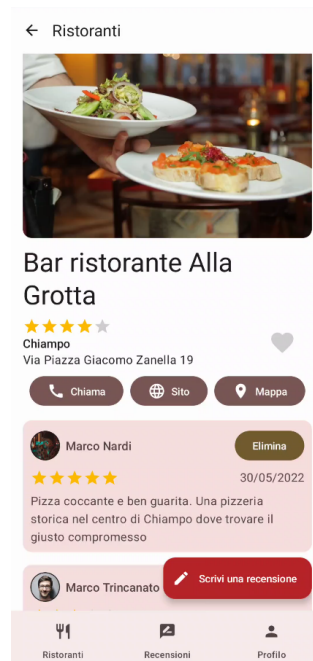 Ristoranti
Bar ristorante Alla
Grotta
Chiampo
Via Piazza Giacomo Zanella 19
Chiama
Sito
Mappa
Marco Nardi
Elimina
30/05/2022
Pizza coccante e ben guarita. Una pizzeria
storica nel centro di Chiampo dove trovare il
giusto compromesso
Marco Trincanato
Scrivi una recensione
Ristoranti
Recensioni
Profilo